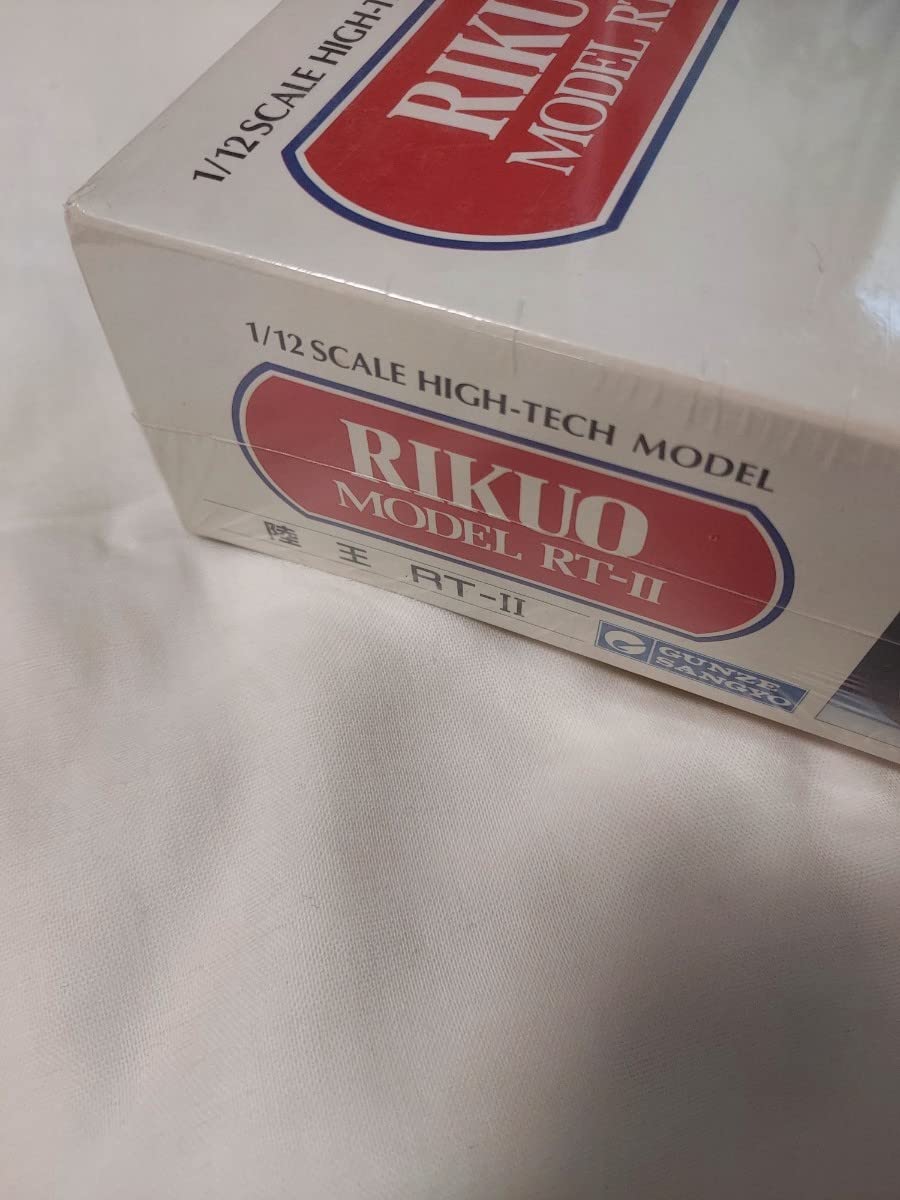 1/12 SCALE HIGH-T
RIKU
MODEL RT
1/12 SCALE HIGH-TECH MODEL
RIKUO
MODEL RT-II
陸王 RT-II
GUNZE
SANGYO